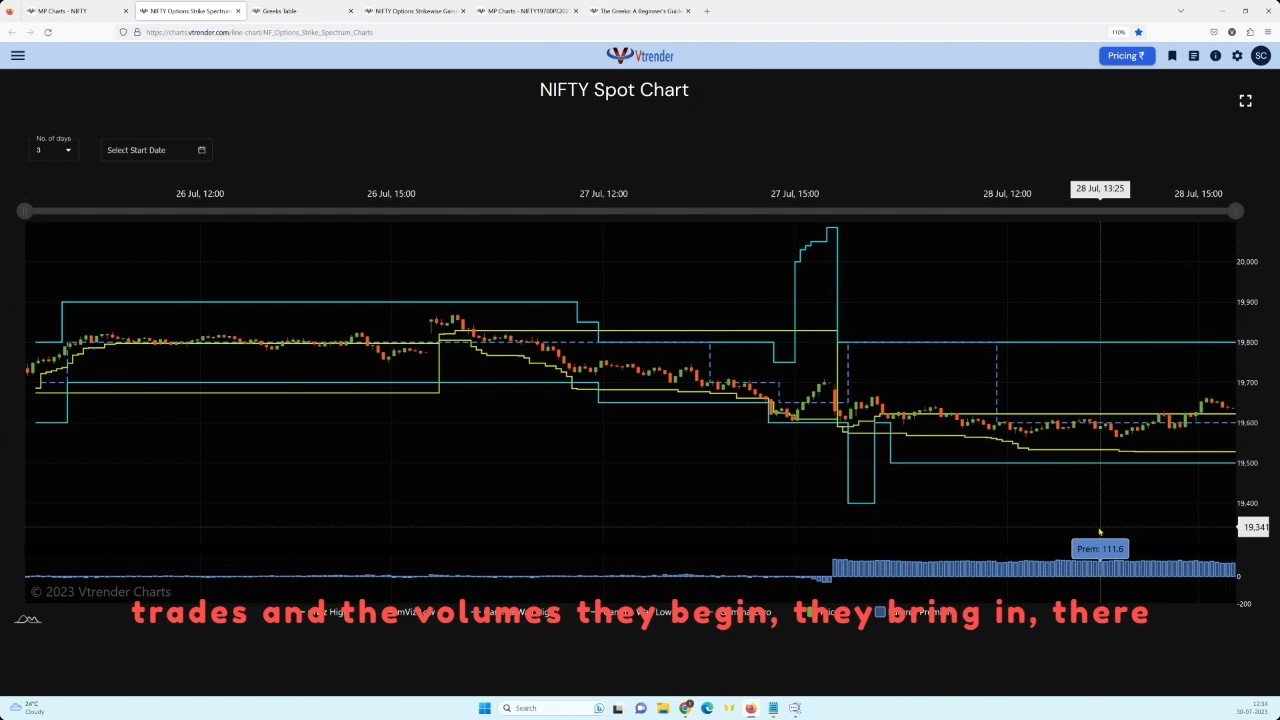 MP Charts - NIFTY
NIFTY Options Strike Spectrum
Greeks Table
NIFTY Options Strikewise Gam
MP Charts - NIFTY19700PE202
The Greeks: A Beginner's Guide
https://charts.vtrender.com/line-chart/NF_Options_Strike_Spectrum_Charts
110%
Vtrender
Pricing ₹
SC
NIFTY Spot Chart
No. of days
3
Select Start Date
26 Jul, 12:00 26 Jul, 15:00 27 Jul, 12:00 27 Jul, 15:00 28 Jul, 12:00 28 Jul, 13:25 28 Jul, 15:00
20,000
19,900
19,800
19,700
19,600
19,500
19,400
19,341
Prem: 111.6
0
© 2023 Vtrender Charts
-200
trades and the volumes they begin, they bring in, there
24°C
Cloudy
Search
12:34
30-07-2023